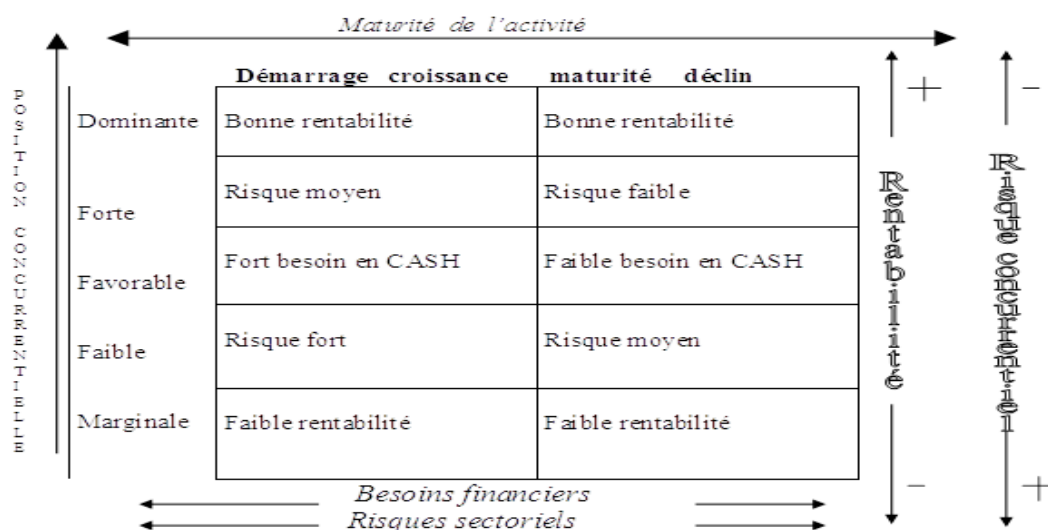 Maturité de l'activité
Démarrage croissance maturité déclin
POSITION CONCURRENTIELLE
Dominante Bonne rentabilité Bonne rentabilité
Risque moyen Risque faible
Forte
Fort besoin en CASH Faible besoin en CASH
Favorable
Risque fort Risque moyen
Faible
Marginale Faible rentabilité Faible rentabilité
+
Rentabilité
-
-
Risque concurrentiel
+
Besoins financiers
Risques sectoriels